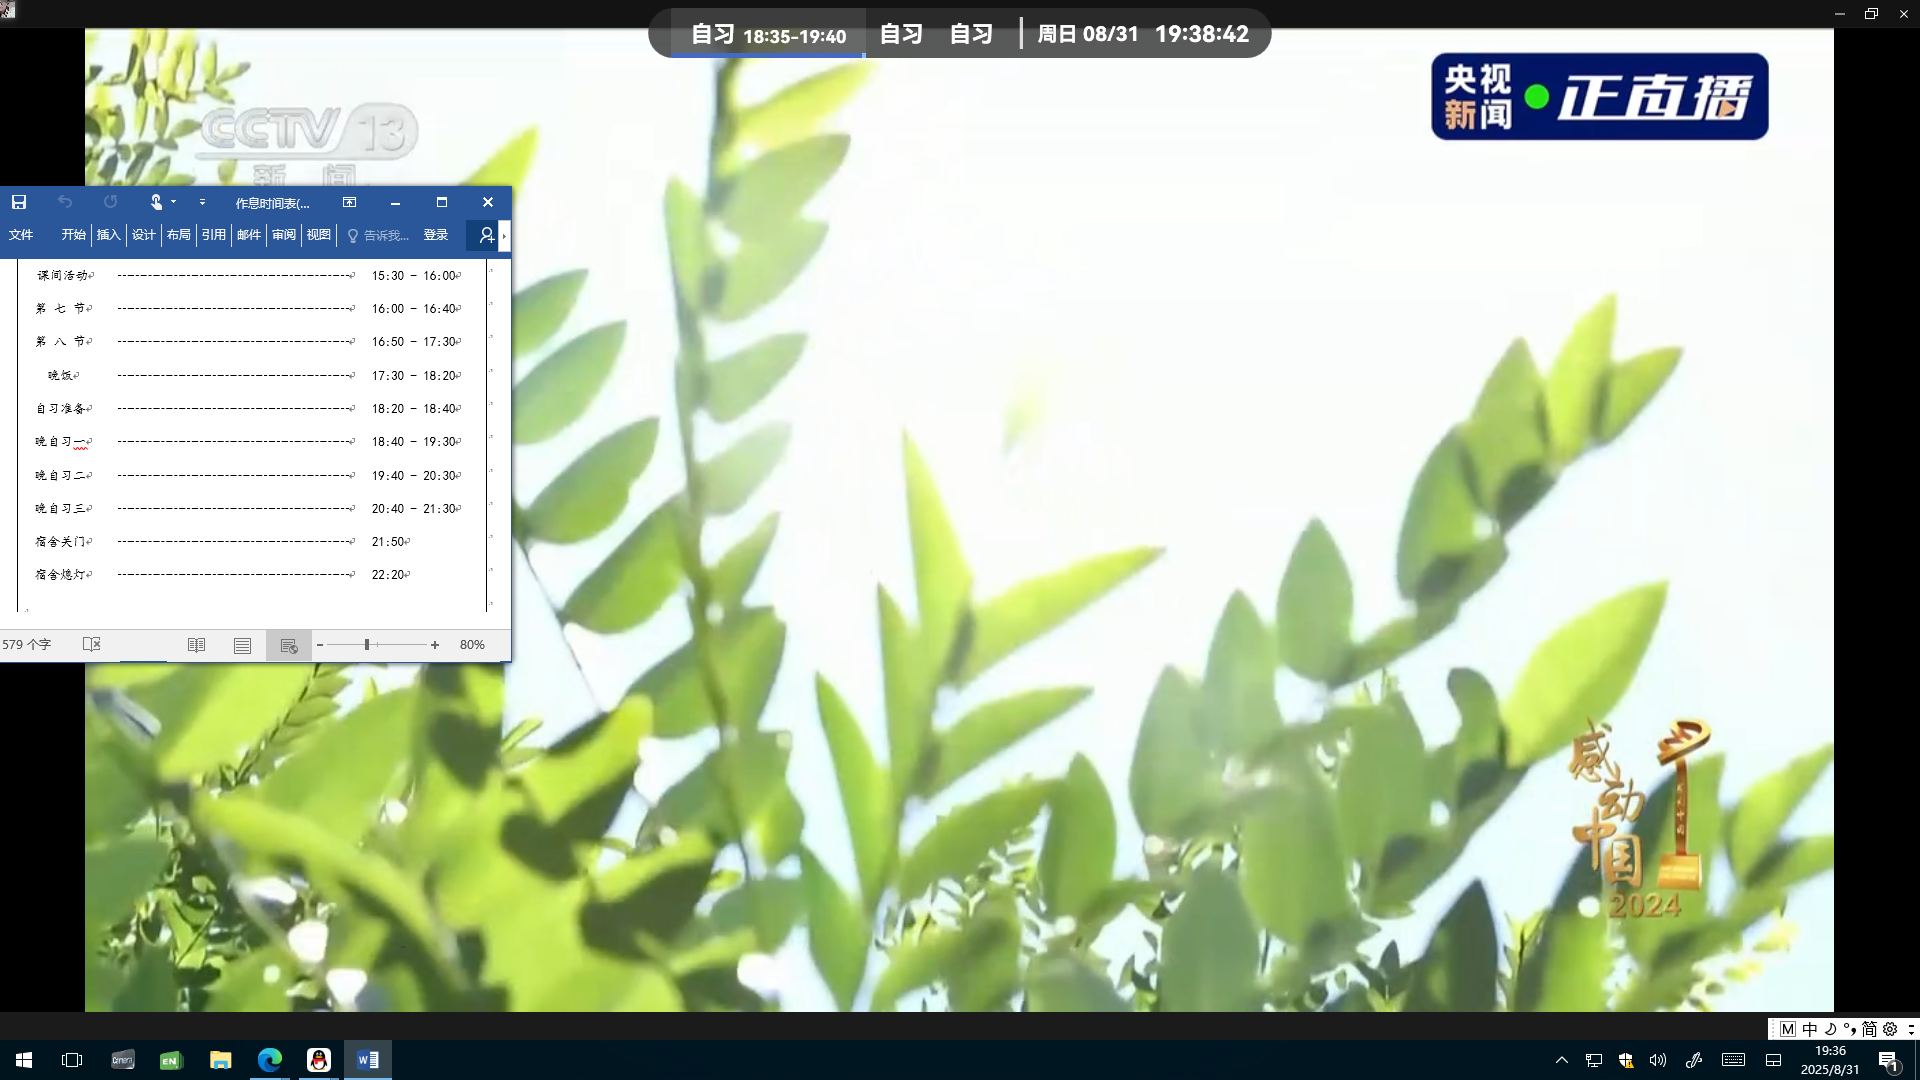 自习 18:35-19:40 自习 自习 周日 08/31 19:38:42
CCTV 13
新闻
央视
新闻
正直播
作息时间表(...
文件 开始 插入 设计 布局 引用 邮件 审阅 视图 告诉我... 登录
课间活动 15:30 - 16:00
第 七 节 16:00 - 16:40
第 八 节 16:50 - 17:30
晚饭 17:30 - 18:20
自习准备 18:20 - 18:40
晚自习一 18:40 - 19:30
晚自习二 19:40 - 20:30
晚自习三 20:40 - 21:30
宿舍关门 21:50
宿舍熄灯 22:20
579 个字 80%
感动中国
2024
M 中 简
Camera EN
19:36
2025/8/31
1